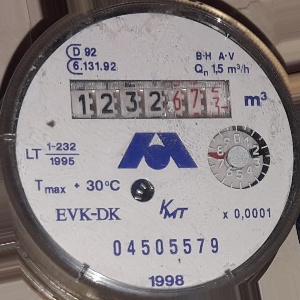 D 92
6.131.92
B·H A·V
Qn 1,5 m³/h
123267
m³
LT 1-232
1995
Tmax + 30°C
EVK-DK
KMT
x 0,0001
04505579
1998